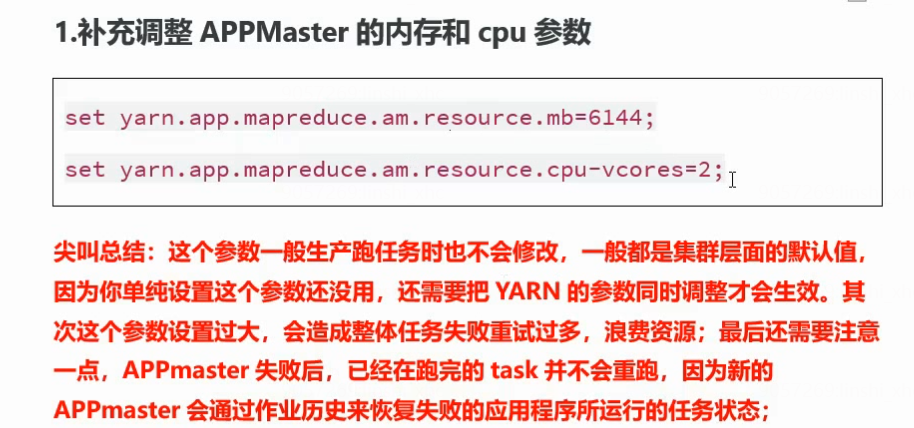 1.补充调整 APPMaster 的内存和 cpu 参数
set yarn.app.mapreduce.am.resource.mb=6144;
set yarn.app.mapreduce.am.resource.cpu-vcores=2;
尖叫总结：这个参数一般生产跑任务时也不会修改，一般都是集群层面的默认值，
因为你单纯设置这个参数还没用，还需要把 YARN 的参数同时调整才会生效。其
次这个参数设置过大，会造成整体任务失败重试过多，浪费资源；最后还需要注意
一点，APPmaster 失败后，已经在跑完的 task 并不会重跑，因为新的
APPmaster 会通过作业历史来恢复失败的应用程序所运行的任务状态；